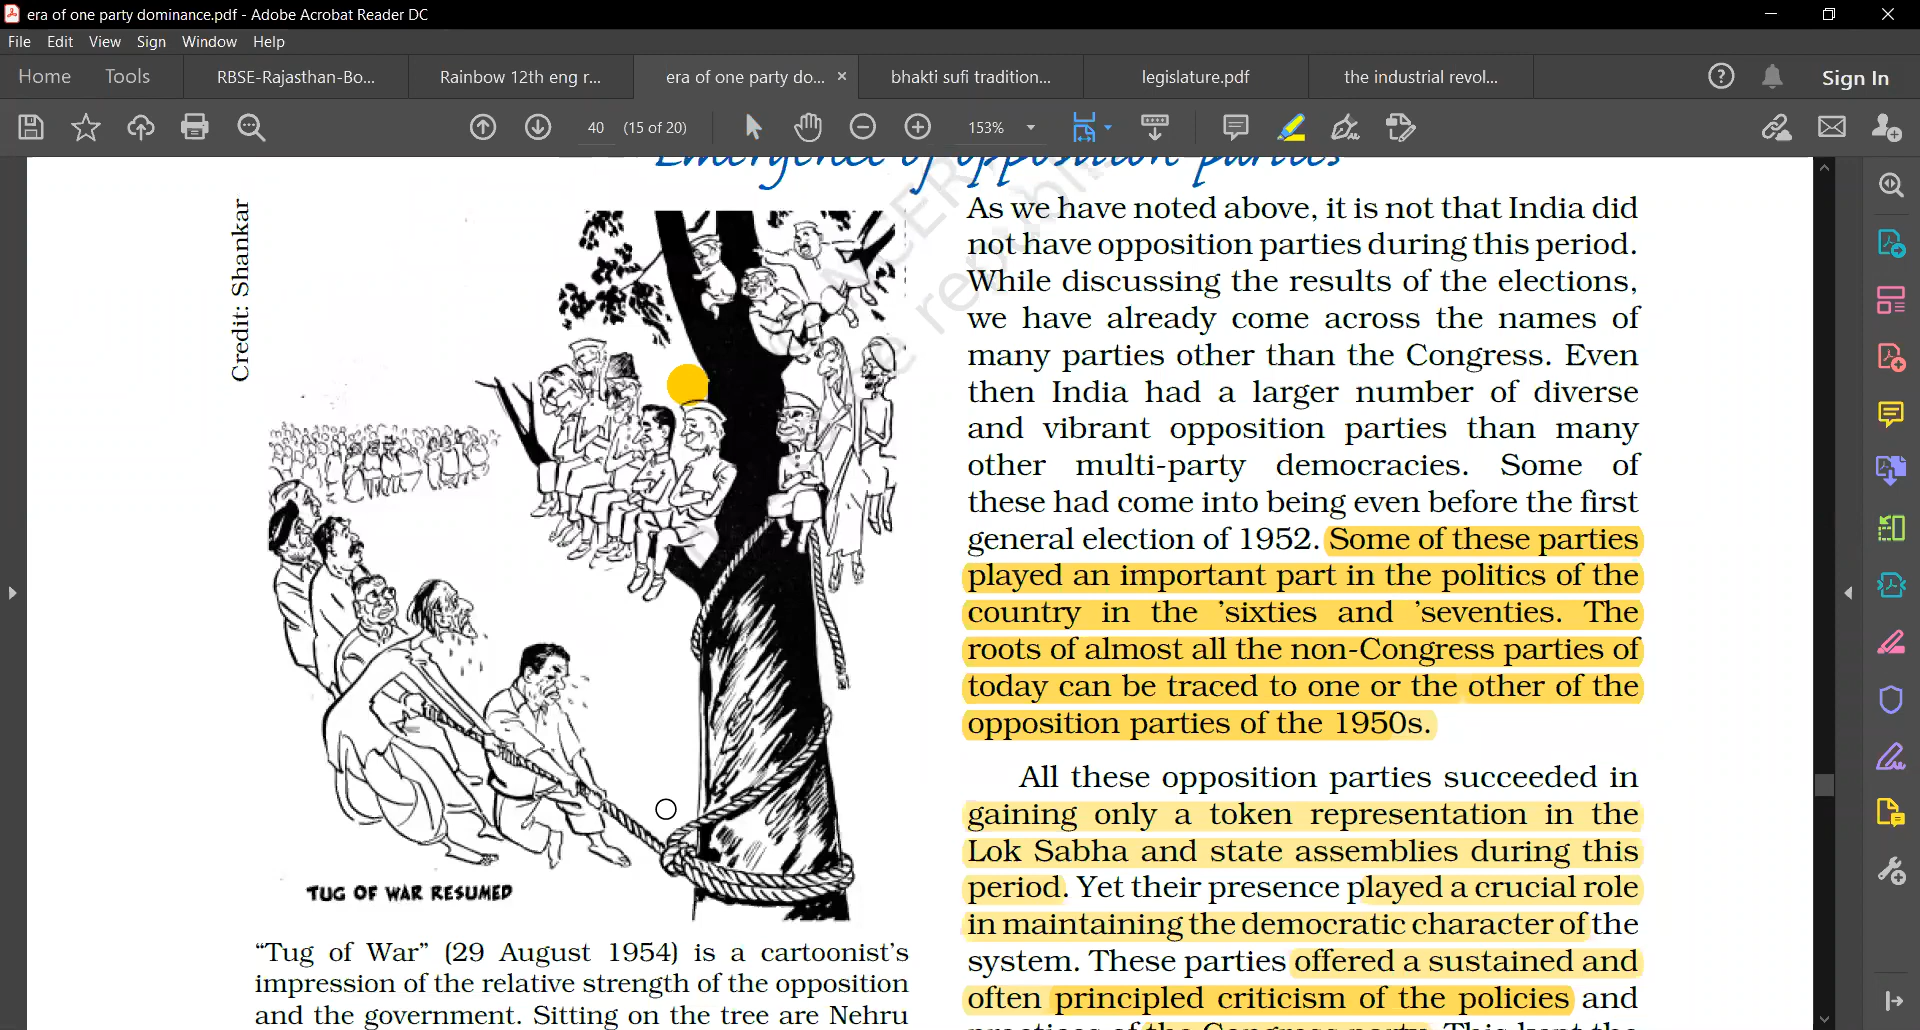 era of one party dominance.pdf - Adobe Acrobat Reader DC
File Edit View Sign Window Help
Home Tools RBSE-Rajasthan-Bo... Rainbow 12th eng r... era of one party do... × bhakti sufi tradition... legislature.pdf the industrial revol... Sign In
40 (15 of 20) 153%
Emergence of opposition parties
Credit: Shankar
TUG OF WAR RESUMED
“Tug of War” (29 August 1954) is a cartoonist’s
impression of the relative strength of the opposition
and the government. Sitting on the tree are Nehru
As we have noted above, it is not that India did
not have opposition parties during this period.
While discussing the results of the elections,
we have already come across the names of
many parties other than the Congress. Even
then India had a larger number of diverse
and vibrant opposition parties than many
other multi-party democracies. Some of
these had come into being even before the first
general election of 1952. Some of these parties
played an important part in the politics of the
country in the ’sixties and ’seventies. The
roots of almost all the non-Congress parties of
today can be traced to one or the other of the
opposition parties of the 1950s.
All these opposition parties succeeded in
gaining only a token representation in the
Lok Sabha and state assemblies during this
period. Yet their presence played a crucial role
in maintaining the democratic character of the
system. These parties offered a sustained and
often principled criticism of the policies and
practices of the Congress party. This kept the